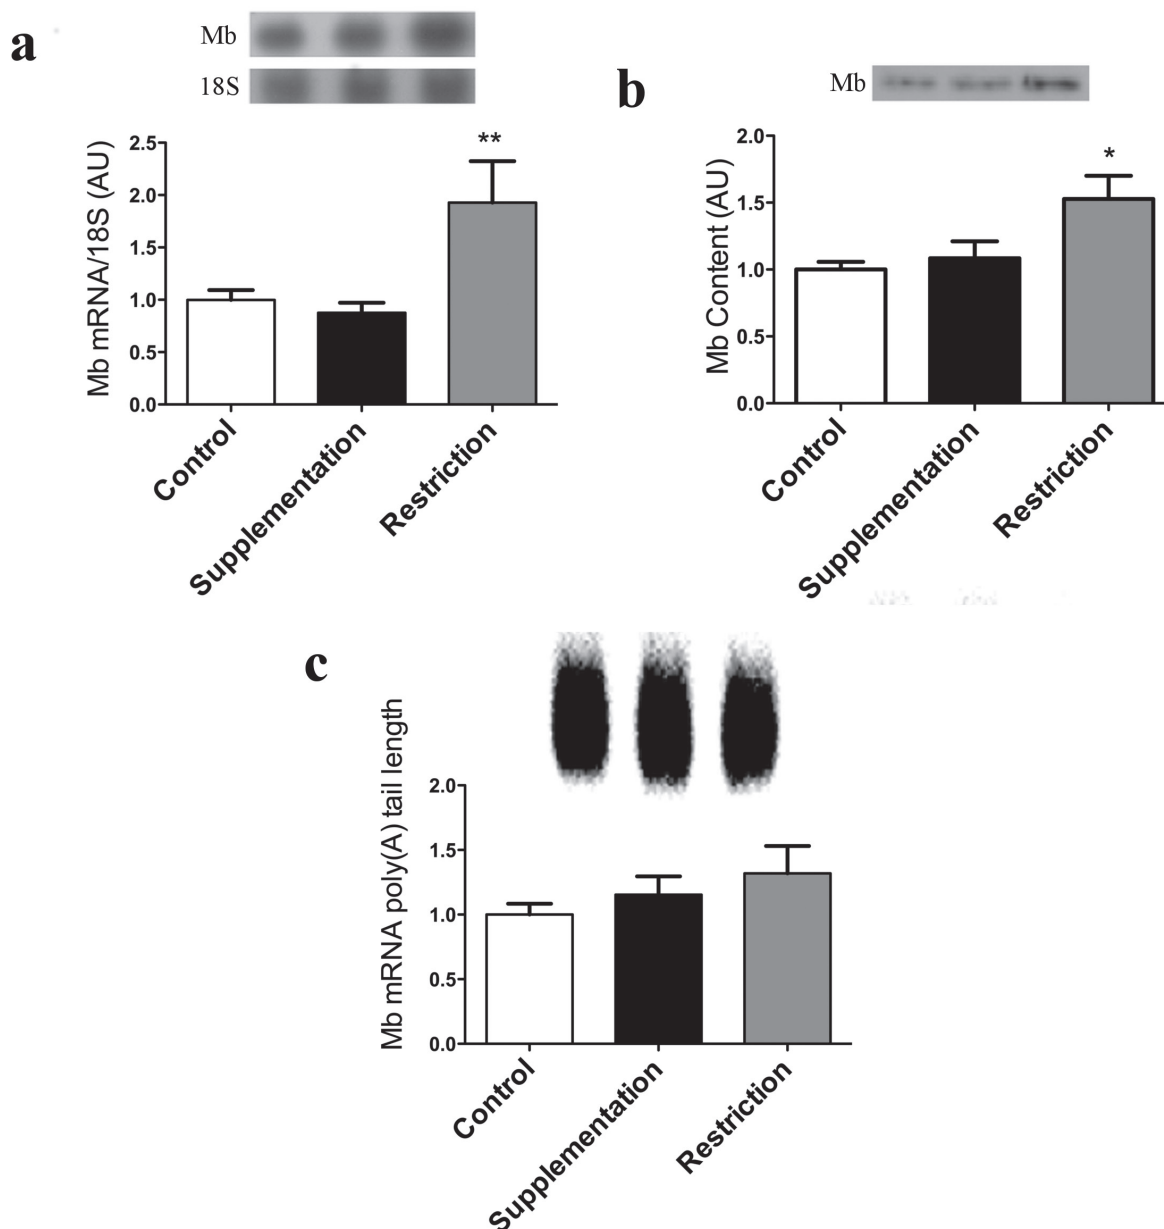 a
Mb
18S
Mb mRNA/18S (AU)
2.5
2.0
1.5
1.0
0.5
0.0
**
Control
Supplementation
Restriction
b
Mb
Mb Content (AU)
2.0
1.5
1.0
0.5
0.0
*
Control
Supplementation
Restriction
c
Mb mRNA poly(A) tail length
2.0
1.5
1.0
0.5
0.0
Control
Supplementation
Restriction